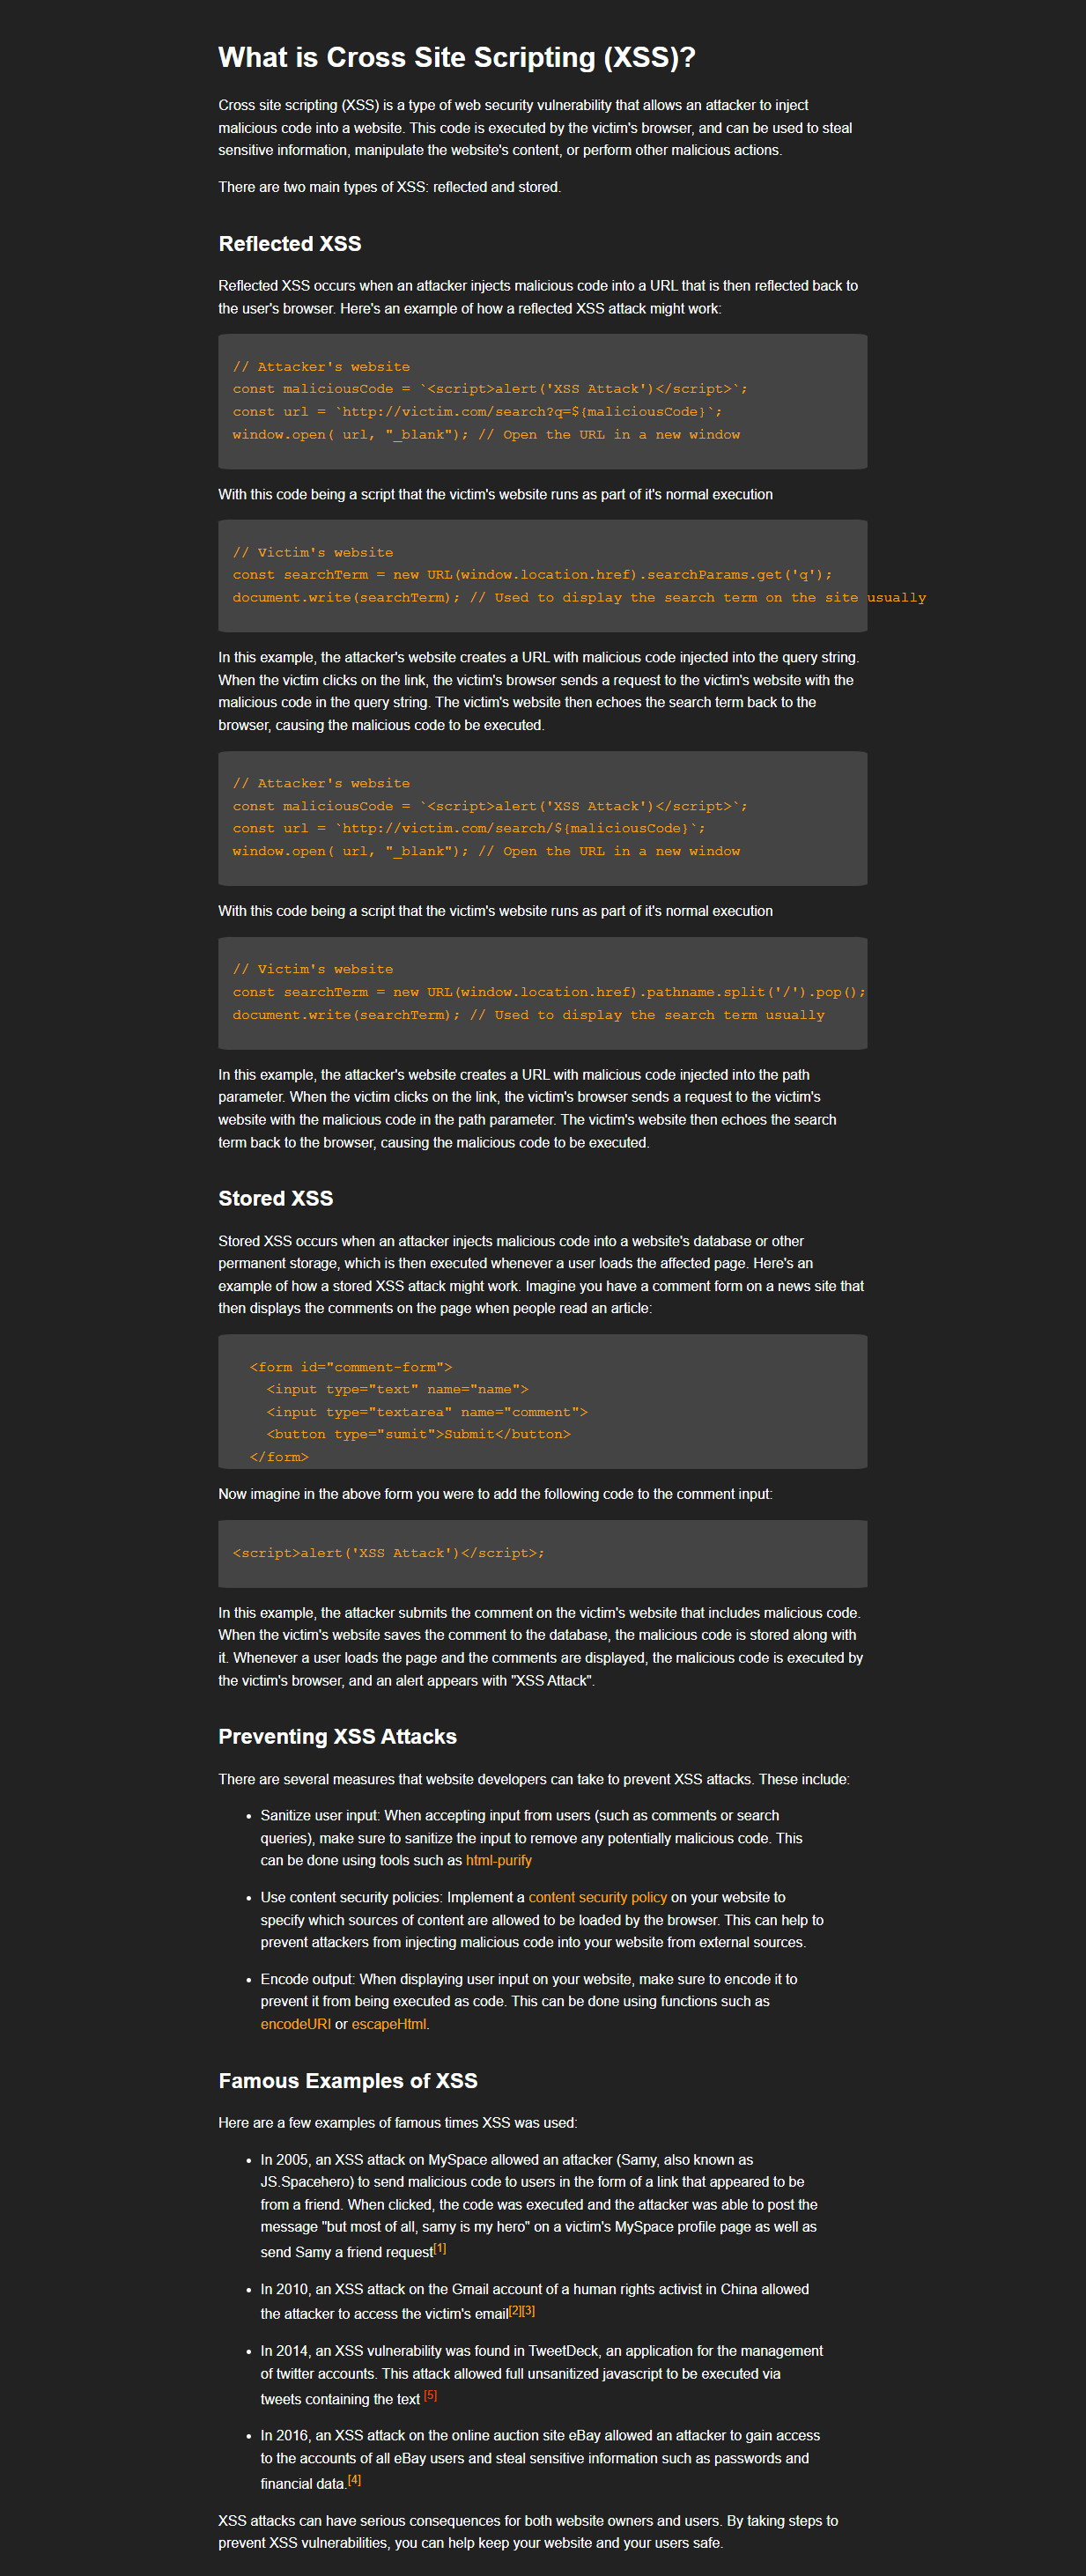 What is Cross Site Scripting (XSS)?
Cross site scripting (XSS) is a type of web security vulnerability that allows an attacker to inject
malicious code into a website. This code is executed by the victim's browser, and can be used to steal
sensitive information, manipulate the website's content, or perform other malicious actions.
There are two main types of XSS: reflected and stored.
Reflected XSS
Reflected XSS occurs when an attacker injects malicious code into a URL that is then reflected back to
the user's browser. Here's an example of how a reflected XSS attack might work:
// Attacker's website
const maliciousCode = `<script>alert('XSS Attack')</script>`;
const url = `http://victim.com/search?q=${maliciousCode}`;
window.open( url, "_blank"); // Open the URL in a new window
With this code being a script that the victim's website runs as part of it's normal execution
// Victim's website
const searchTerm = new URL(window.location.href).searchParams.get('q');
document.write(searchTerm); // Used to display the search term on the site usually
In this example, the attacker's website creates a URL with malicious code injected into the query string.
When the victim clicks on the link, the victim's browser sends a request to the victim's website with the
malicious code in the query string. The victim's website then echoes the search term back to the
browser, causing the malicious code to be executed.
// Attacker's website
const maliciousCode = `<script>alert('XSS Attack')</script>`;
const url = `http://victim.com/search/${maliciousCode}`;
window.open( url, "_blank"); // Open the URL in a new window
With this code being a script that the victim's website runs as part of it's normal execution
// Victim's website
const searchTerm = new URL(window.location.href).pathname.split('/').pop();
document.write(searchTerm); // Used to display the search term usually
In this example, the attacker's website creates a URL with malicious code injected into the path
parameter. When the victim clicks on the link, the victim's browser sends a request to the victim's
website with the malicious code in the path parameter. The victim's website then echoes the search
term back to the browser, causing the malicious code to be executed.
Stored XSS
Stored XSS occurs when an attacker injects malicious code into a website's database or other
permanent storage, which is then executed whenever a user loads the affected page. Here's an
example of how a stored XSS attack might work. Imagine you have a comment form on a news site that
then displays the comments on the page when people read an article:
<form id="comment-form">
<input type="text" name="name">
<input type="textarea" name="comment">
<button type="sumit">Submit</button>
</form>
Now imagine in the above form you were to add the following code to the comment input:
<script>alert('XSS Attack')</script>;
In this example, the attacker submits the comment on the victim's website that includes malicious code.
When the victim's website saves the comment to the database, the malicious code is stored along with
it. Whenever a user loads the page and the comments are displayed, the malicious code is executed by
the victim's browser, and an alert appears with "XSS Attack".
Preventing XSS Attacks
There are several measures that website developers can take to prevent XSS attacks. These include:
• Sanitize user input: When accepting input from users (such as comments or search
queries), make sure to sanitize the input to remove any potentially malicious code. This
can be done using tools such as html-purify
• Use content security policies: Implement a content security policy on your website to
specify which sources of content are allowed to be loaded by the browser. This can help to
prevent attackers from injecting malicious code into your website from external sources.
• Encode output: When displaying user input on your website, make sure to encode it to
prevent it from being executed as code. This can be done using functions such as
encodeURI or escapeHtml.
Famous Examples of XSS
Here are a few examples of famous times XSS was used:
• In 2005, an XSS attack on MySpace allowed an attacker (Samy, also known as
JS.Spacehero) to send malicious code to users in the form of a link that appeared to be
from a friend. When clicked, the code was executed and the attacker was able to post the
message "but most of all, samy is my hero" on a victim's MySpace profile page as well as
send Samy a friend request[1]
• In 2010, an XSS attack on the Gmail account of a human rights activist in China allowed
the attacker to access the victim's email[2][3]
• In 2014, an XSS vulnerability was found in TweetDeck, an application for the management
of twitter accounts. This attack allowed full unsanitized javascript to be executed via
tweets containing the text [5]
• In 2016, an XSS attack on the online auction site eBay allowed an attacker to gain access
to the accounts of all eBay users and steal sensitive information such as passwords and
financial data.[4]
XSS attacks can have serious consequences for both website owners and users. By taking steps to
prevent XSS vulnerabilities, you can help keep your website and your users safe.